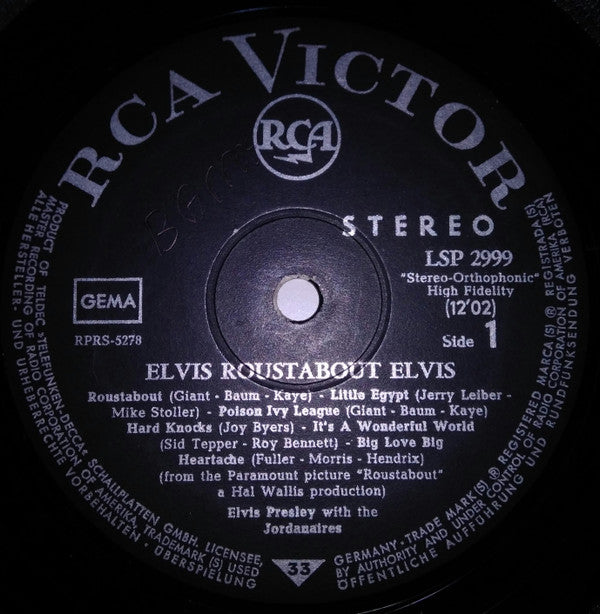 RCA VICTOR
RCA
STEREO
LSP 2999
"Stereo-Orthophonic"
High Fidelity
(12'02)
Side 1
GEMA
RPRS-5278
ELVIS ROUSTABOUT ELVIS
Roustabout (Giant - Baum - Kaye) - Little Egypt (Jerry Leiber -
Mike Stoller) - Poison Ivy League (Giant - Baum - Kaye)
Hard Knocks (Joy Byers) - It's A Wonderful World
(Sid Tepper - Roy Bennett) - Big Love Big
Heartache (Fuller - Morris - Hendrix)
(from the Paramount picture "Roustabout"
a Hal Wallis production)
Elvis Presley with the
Jordanaires
33
PRODUCT OF TELDEC »TELEFUNKEN-DECCA« SCHALLPLATTEN GMBH, LICENSEE,
MASTER RECORDING OF RADIO CORPORATION OF AMERIKA, TRADEMARK (S) USED
ALLE HERSTELLER- UND URHEBERRECHTE VORBEHALTEN · ÜBERSPIELUNG
GERMANY · TRADE MARK(S) ® REGISTERED MARCA(S) ® REGISTRADA(S)
BY AUTHORITY AND UNDER CONTROL OF RADIO CORPORATION OF AMERIKA
ÖFFENTLICHE AUFFÜHRUNG UND RUNDFUNKSENDUNG VERBOTEN